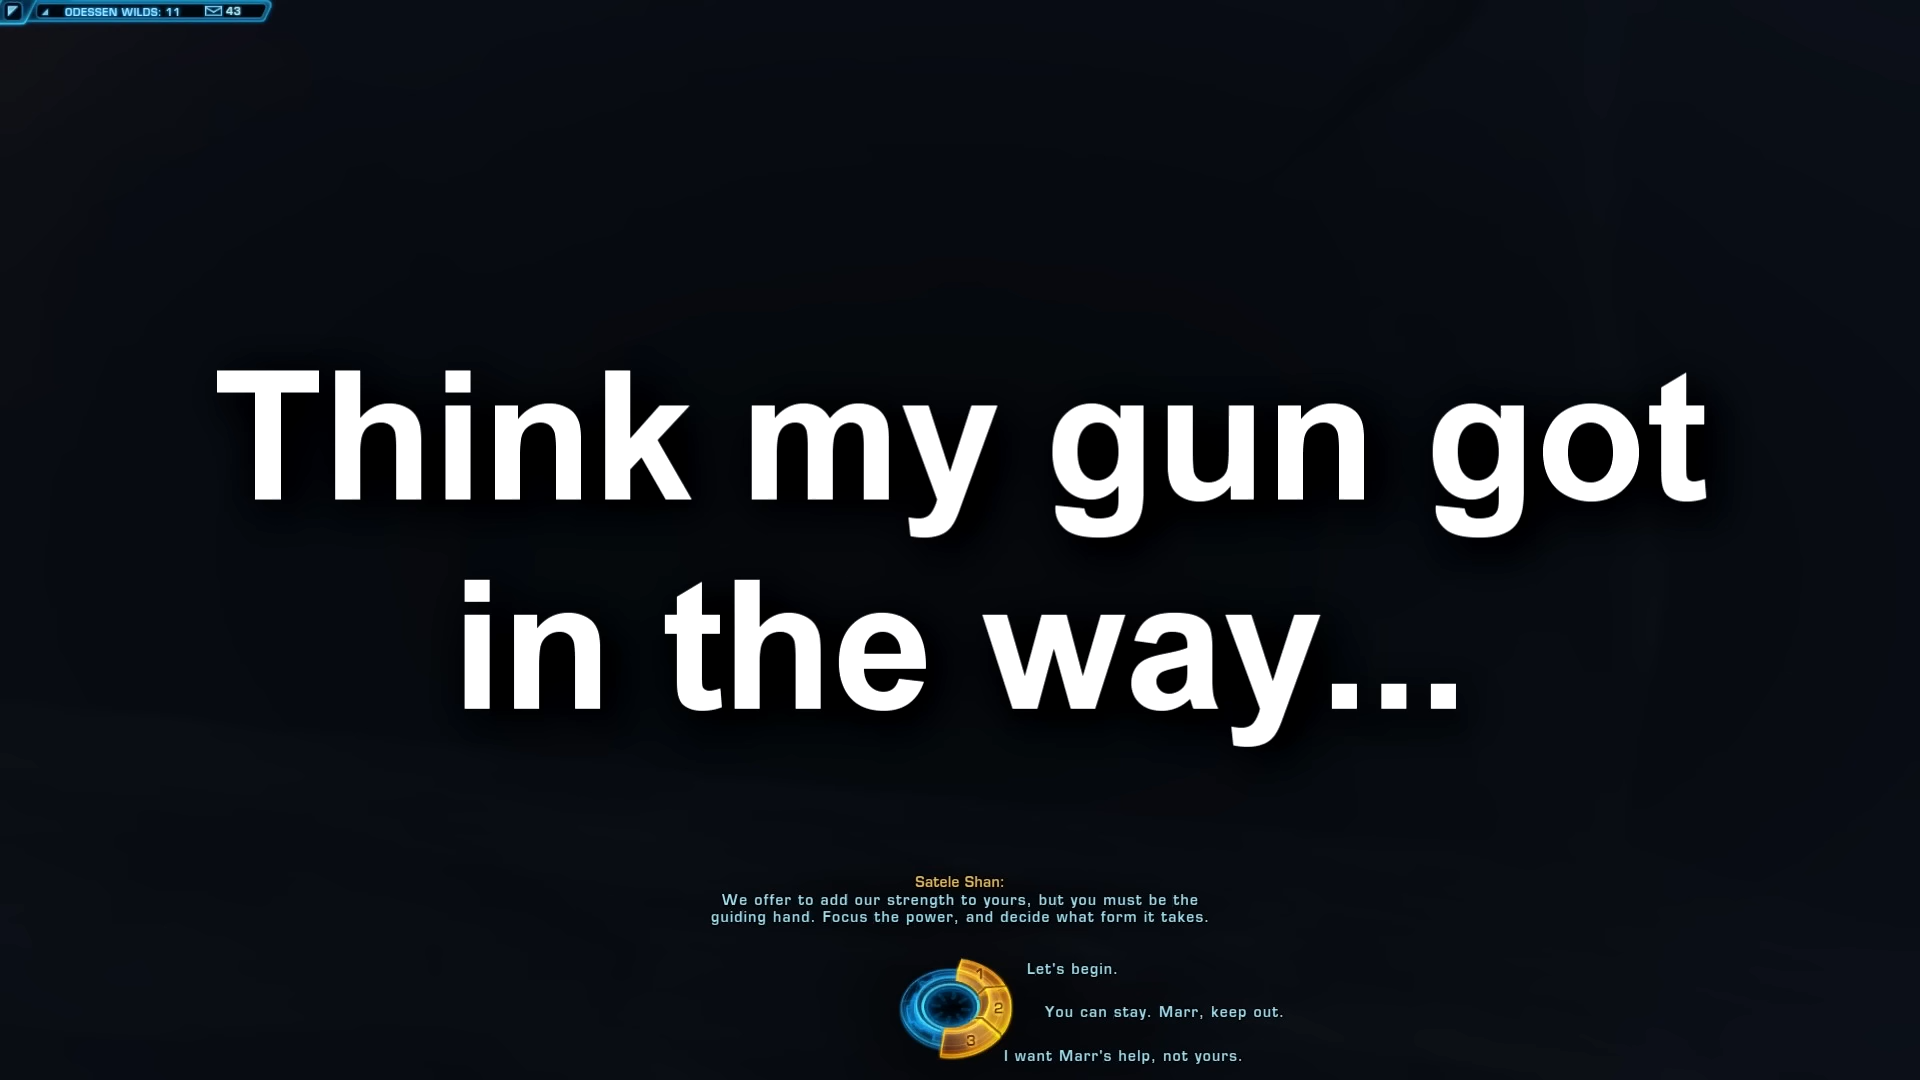 ODESSEN WILDS: 11 43
Think my gun got
in the way...
Satele Shan:
We offer to add our strength to yours, but you must be the
guiding hand. Focus the power, and decide what form it takes.
1 Let's begin.
2 You can stay. Marr, keep out.
3 I want Marr's help, not yours.